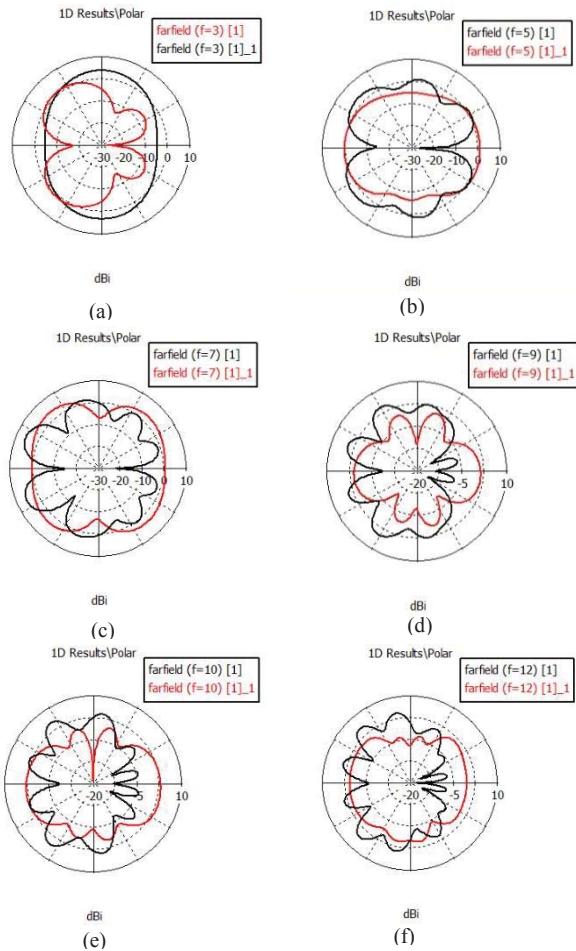 1D Results\Polar
farfield (f=3) [1]
farfield (f=3) [1]_1
-30 -20 -10 0 10
dBi
(a)
1D Results\Polar
farfield (f=5) [1]
farfield (f=5) [1]_1
-30 -20 -10 0 10
dBi
(b)
1D Results\Polar
farfield (f=7) [1]
farfield (f=7) [1]_1
-30 -20 -10 0 10
dBi
(c)
1D Results\Polar
farfield (f=9) [1]
farfield (f=9) [1]_1
-20 -5 10
dBi
(d)
1D Results\Polar
farfield (f=10) [1]
farfield (f=10) [1]_1
-20 -5 10
dBi
(e)
1D Results\Polar
farfield (f=12) [1]
farfield (f=12) [1]_1
-20 -5 10
dBi
(f)